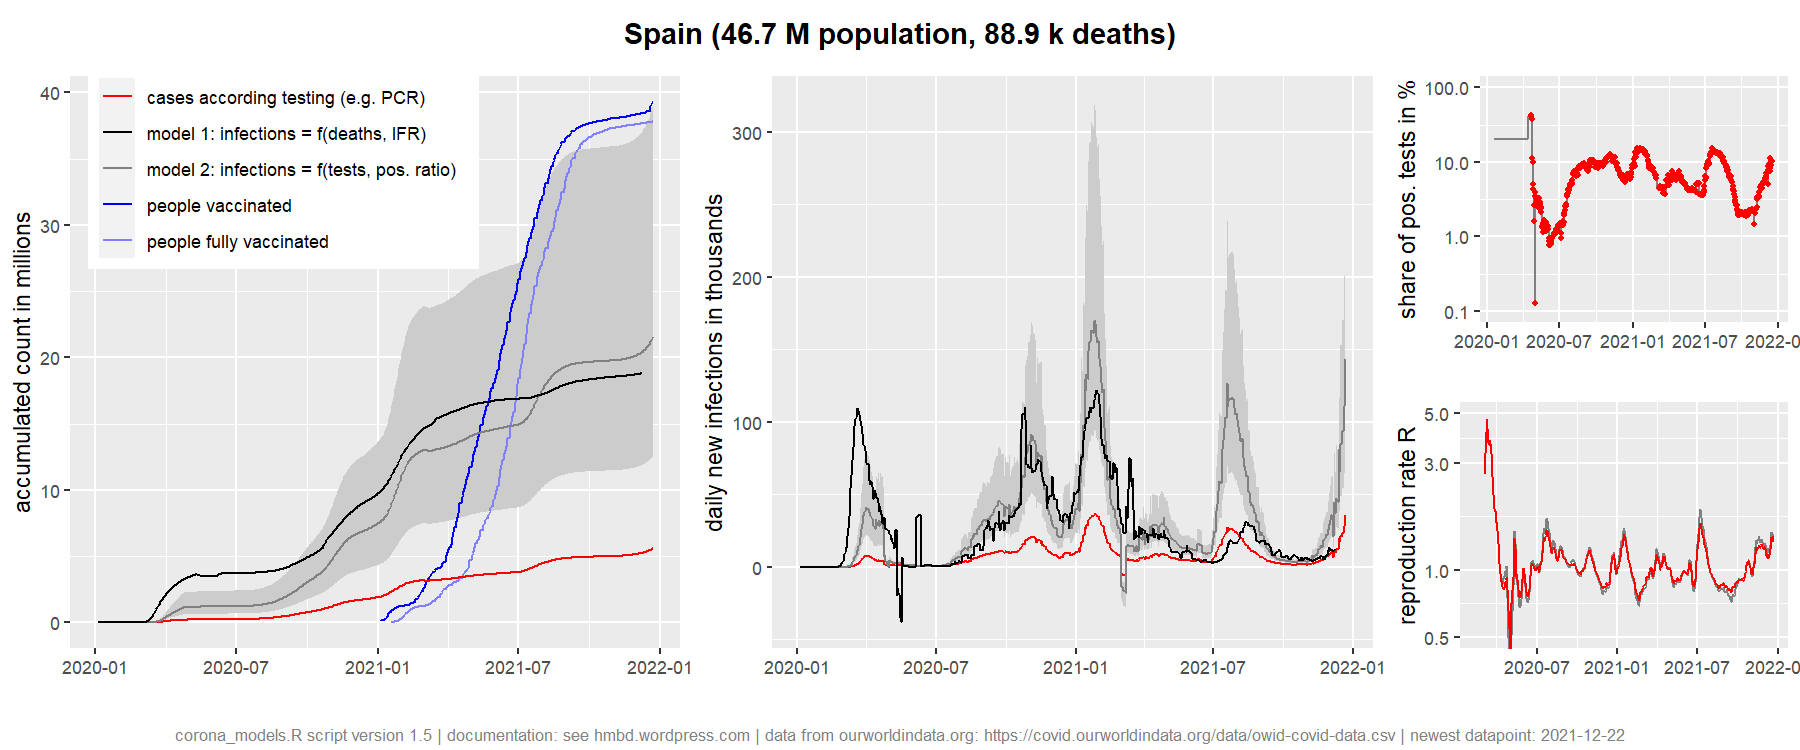 Spain (46.7 M population, 88.9 k deaths)
accumulated count in millions
40
30
20
10
0
cases according testing (e.g. PCR)
model 1: infections = f(deaths, IFR)
model 2: infections = f(tests, pos. ratio)
people vaccinated
people fully vaccinated
2020-01 2020-07 2021-01 2021-07 2022-01
daily new infections in thousands
300
200
100
0
2020-01 2020-07 2021-01 2021-07 2022-01
share of pos. tests in %
100.0
10.0
1.0
0.1
2020-01 2020-07 2021-01 2021-07 2022-0
reproduction rate R
5.0
3.0
1.0
0.5
2020-07 2021-01 2021-07 2022-0
corona_models.R script version 1.5 | documentation: see hmbd.wordpress.com | data from ourworldindata.org: https://covid.ourworldindata.org/data/owid-covid-data.csv | newest datapoint: 2021-12-22